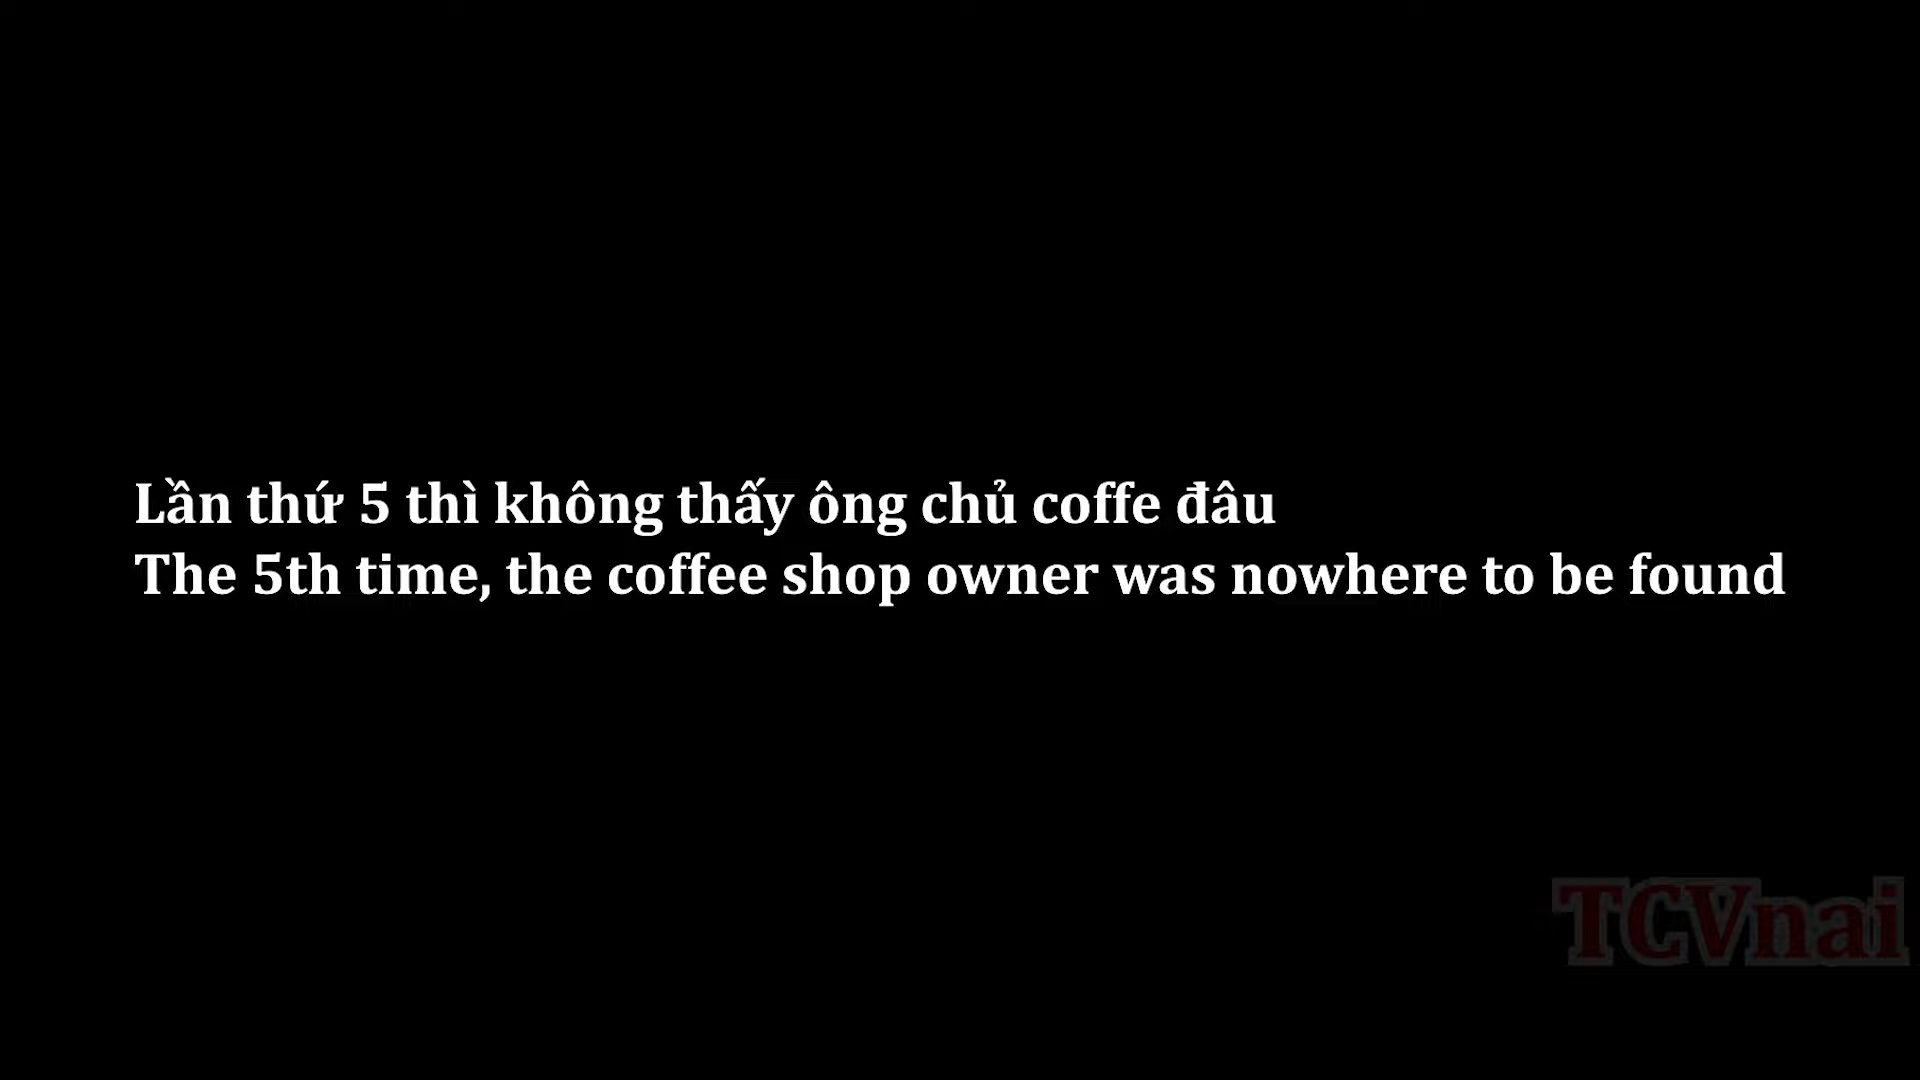 Lần thứ 5 thì không thấy ông chủ coffe đâu
The 5th time, the coffee shop owner was nowhere to be found
TCVnai